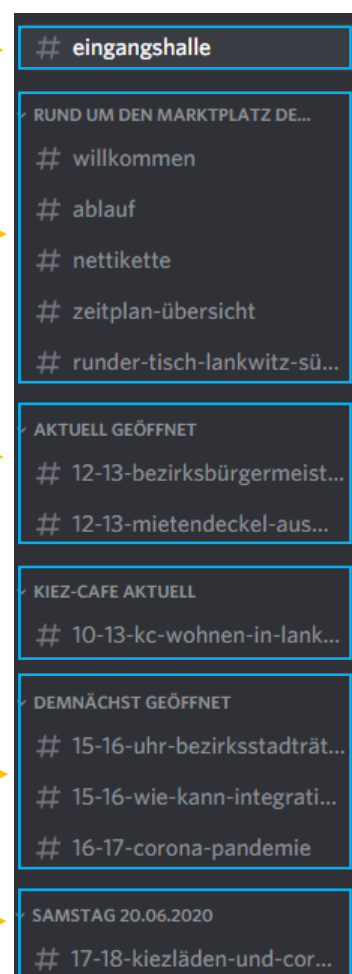 # eingangshalle
RUND UM DEN MARKTPLATZ DE...
# willkommen
# ablauf
# nettikette
# zeitplan-übersicht
# runder-tisch-lankwitz-sü...
AKTUELL GEÖFFNET
# 12-13-bezirksbürgermeist...
# 12-13-mietendeckel-aus...
KIEZ-CAFE AKTUELL
# 10-13-kc-wohnen-in-lank...
DEMNÄCHST GEÖFFNET
# 15-16-uhr-bezirksstadträt...
# 15-16-wie-kann-integrati...
# 16-17-corona-pandemie
SAMSTAG 20.06.2020
# 17-18-kiezläden-und-cor...